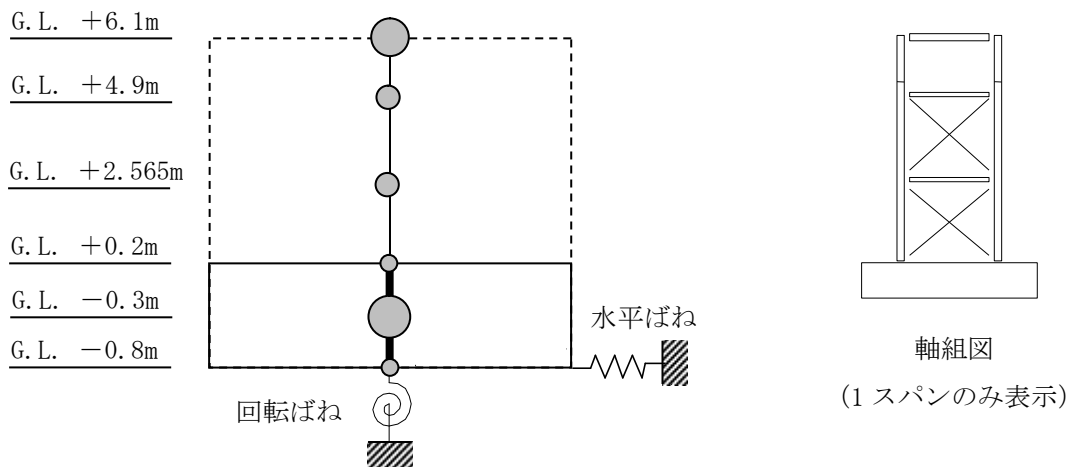 G.L. +6.1m
G.L. +4.9m
G.L. +2.565m
G.L. +0.2m
G.L. -0.3m
G.L. -0.8m
水平ばね
回転ばね
軸組図
(1 スパンのみ表示)